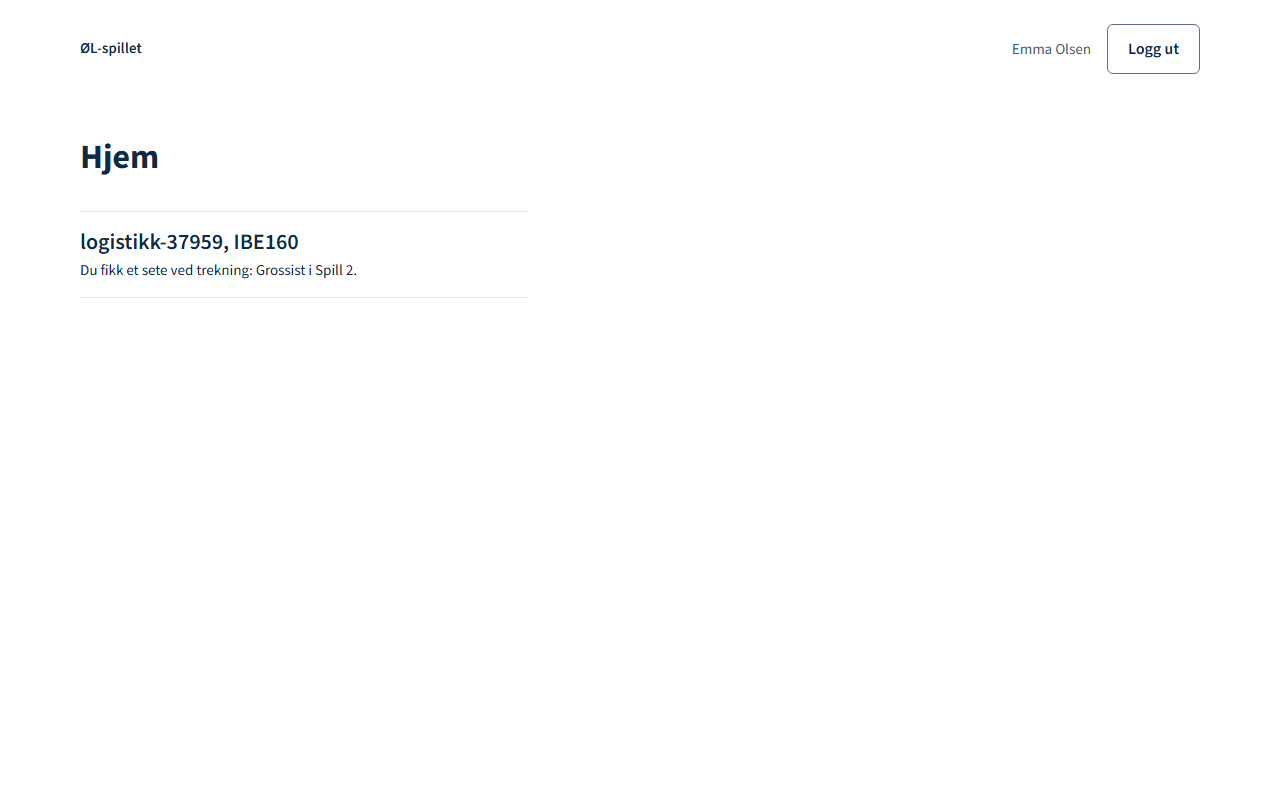 ØL-spillet
Emma Olsen
Logg ut
Hjem
logistikk-37959, IBE160
Du fikk et sete ved trekning: Grossist i Spill 2.